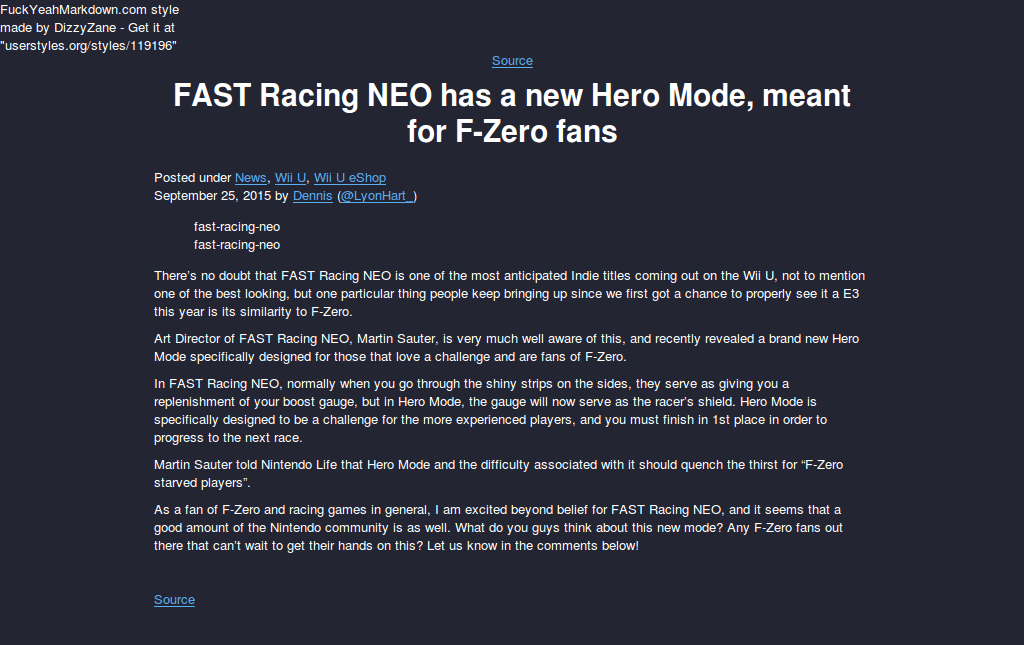 FuckYeahMarkdown.com style
made by DizzyZane - Get it at
"userstyles.org/styles/119196"
Source
FAST Racing NEO has a new Hero Mode, meant
for F-Zero fans
Posted under News, Wii U, Wii U eShop
September 25, 2015 by Dennis (@LyonHart_)
fast-racing-neo
fast-racing-neo
There’s no doubt that FAST Racing NEO is one of the most anticipated Indie titles coming out on the Wii U, not to mention
one of the best looking, but one particular thing people keep bringing up since we first got a chance to properly see it a E3
this year is its similarity to F-Zero.
Art Director of FAST Racing NEO, Martin Sauter, is very much well aware of this, and recently revealed a brand new Hero
Mode specifically designed for those that love a challenge and are fans of F-Zero.
In FAST Racing NEO, normally when you go through the shiny strips on the sides, they serve as giving you a
replenishment of your boost gauge, but in Hero Mode, the gauge will now serve as the racer’s shield. Hero Mode is
specifically designed to be a challenge for the more experienced players, and you must finish in 1st place in order to
progress to the next race.
Martin Sauter told Nintendo Life that Hero Mode and the difficulty associated with it should quench the thirst for “F-Zero
starved players”.
As a fan of F-Zero and racing games in general, I am excited beyond belief for FAST Racing NEO, and it seems that a
good amount of the Nintendo community is as well. What do you guys think about this new mode? Any F-Zero fans out
there that can’t wait to get their hands on this? Let us know in the comments below!
Source